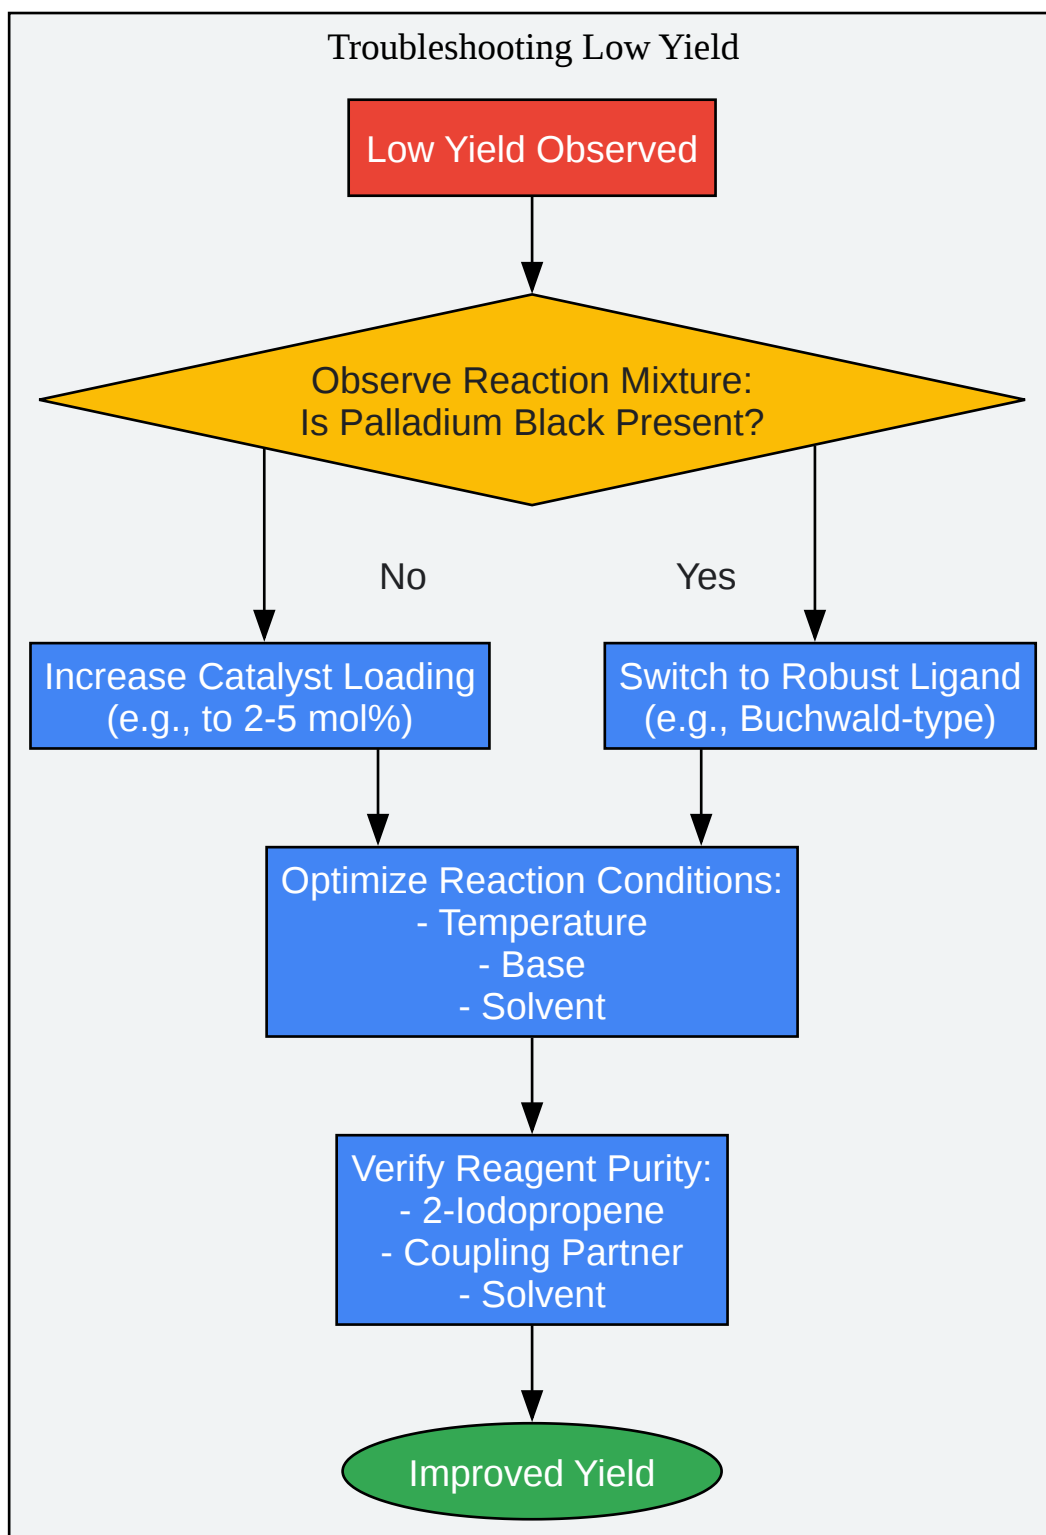 Troubleshooting Low Yield
Low Yield Observed
Observe Reaction Mixture:
Is Palladium Black Present?
No
Yes
Increase Catalyst Loading
(e.g., to 2-5 mol%)
Switch to Robust Ligand
(e.g., Buchwald-type)
Optimize Reaction Conditions:
- Temperature
- Base
- Solvent
Verify Reagent Purity:
- 2-Iodopropene
- Coupling Partner
- Solvent
Improved Yield